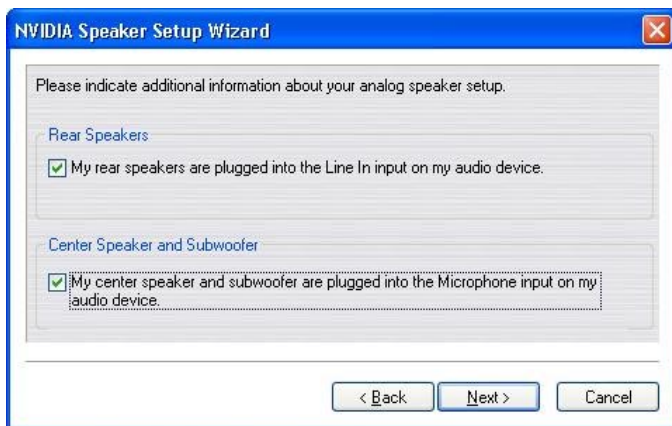 NVIDIA Speaker Setup Wizard
Please indicate additional information about your analog speaker setup.
Rear Speakers
My rear speakers are plugged into the Line In input on my audio device.
Center Speaker and Subwoofer
My center speaker and subwoofer are plugged into the Microphone input on my
audio device.
< Back
Next >
Cancel